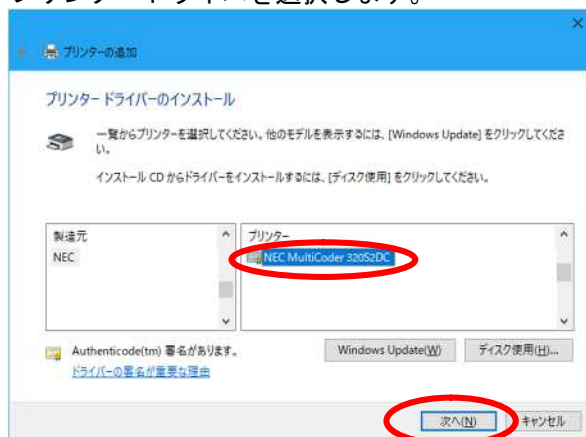 プリンタードライバを選択します。
プリンターの追加
プリンター ドライバーのインストール
一覧からプリンターを選択してください。他のモデルを表示するには、[Windows Update] をクリックしてくださ
い。
インストール CD からドライバーをインストールするには、[ディスク使用] をクリックしてください。
製造元
プリンター
NEC
NEC MultiCoder 320S2DC
Authenticode(tm) 署名があります。
Windows Update(W)
ディスク使用(H)...
ドライバーの署名が重要な理由
次へ(N)
キャンセル